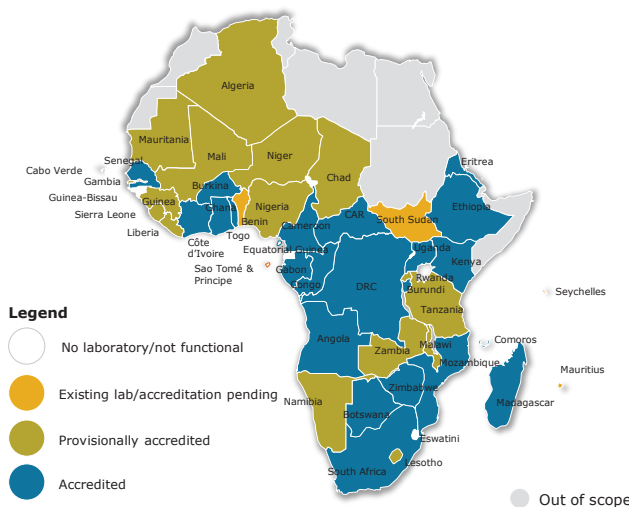 Algeria
Mauritania
Mali
Niger
Chad
Eritrea
Cabo Verde
Senegal
Gambia
Burkina
Guinea
Nigeria
Guinea-Bissau
Ghana
Sierra Leone
Benin
CAR
South Sudan
Ethiopia
Liberia
Togo
Cameroon
Côte
d’Ivoire
Equatorial Guinea
Uganda
Kenya
Sao Tomé &
Principe
Gabon
Congo
DRC
Rwanda
Burundi
Seychelles
Tanzania
Legend
No laboratory/not functional
Existing lab/accreditation pending
Provisionally accredited
Accredited
Angola
Zambia
Malawi
Comoros
Mozambique
Mauritius
Namibia
Zimbabwe
Madagascar
Botswana
Eswatini
Lesotho
South Africa
Out of scope